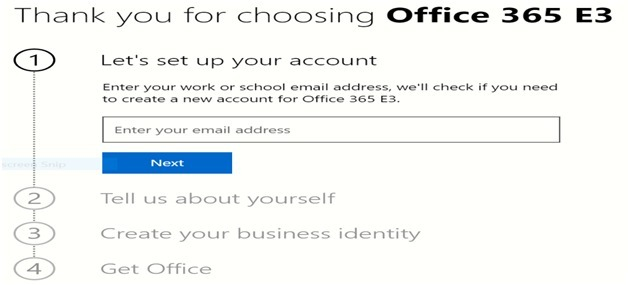 Thank you for choosing Office 365 E3
1 Let's set up your account
Enter your work or school email address, we'll check if you need
to create a new account for Office 365 E3.
Enter your email address
screen Snip
Next
2 Tell us about yourself
3 Create your business identity
4 Get Office